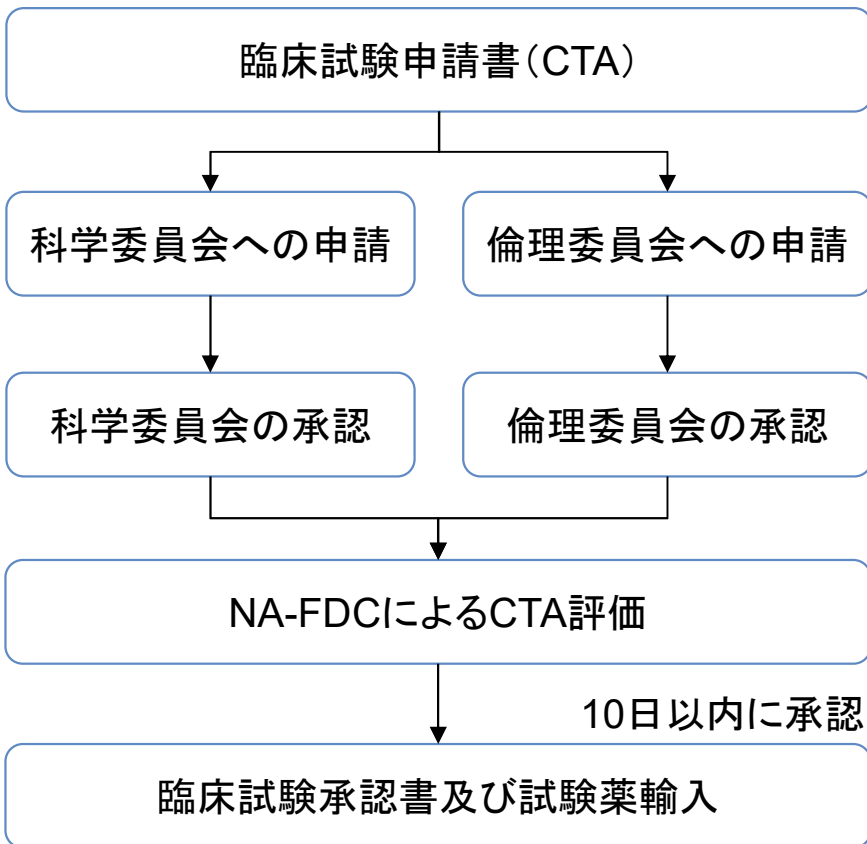 臨床試験申請書（CTA）
科学委員会への申請
倫理委員会への申請
科学委員会の承認
倫理委員会の承認
NA-FDCによるCTA評価
10日以内に承認
臨床試験承認書及び試験薬輸入